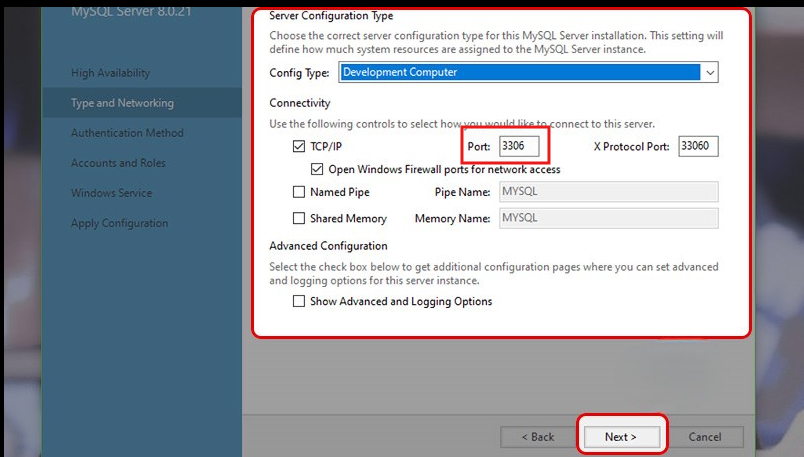 MySQL Server 8.0.21
High Availability
Type and Networking
Authentication Method
Accounts and Roles
Windows Service
Apply Configuration
Server Configuration Type
Choose the correct server configuration type for this MySQL Server installation. This setting will
define how much system resources are assigned to the MySQL Server instance.
Config Type: Development Computer
Connectivity
Use the following controls to select how you would like to connect to this server.
TCP/IP Port: 3306 X Protocol Port: 33060
Open Windows Firewall ports for network access
Named Pipe Pipe Name: MYSQL
Shared Memory Memory Name: MYSQL
Advanced Configuration
Select the check box below to get additional configuration pages where you can set advanced
and logging options for this server instance.
Show Advanced and Logging Options
< Back Next > Cancel